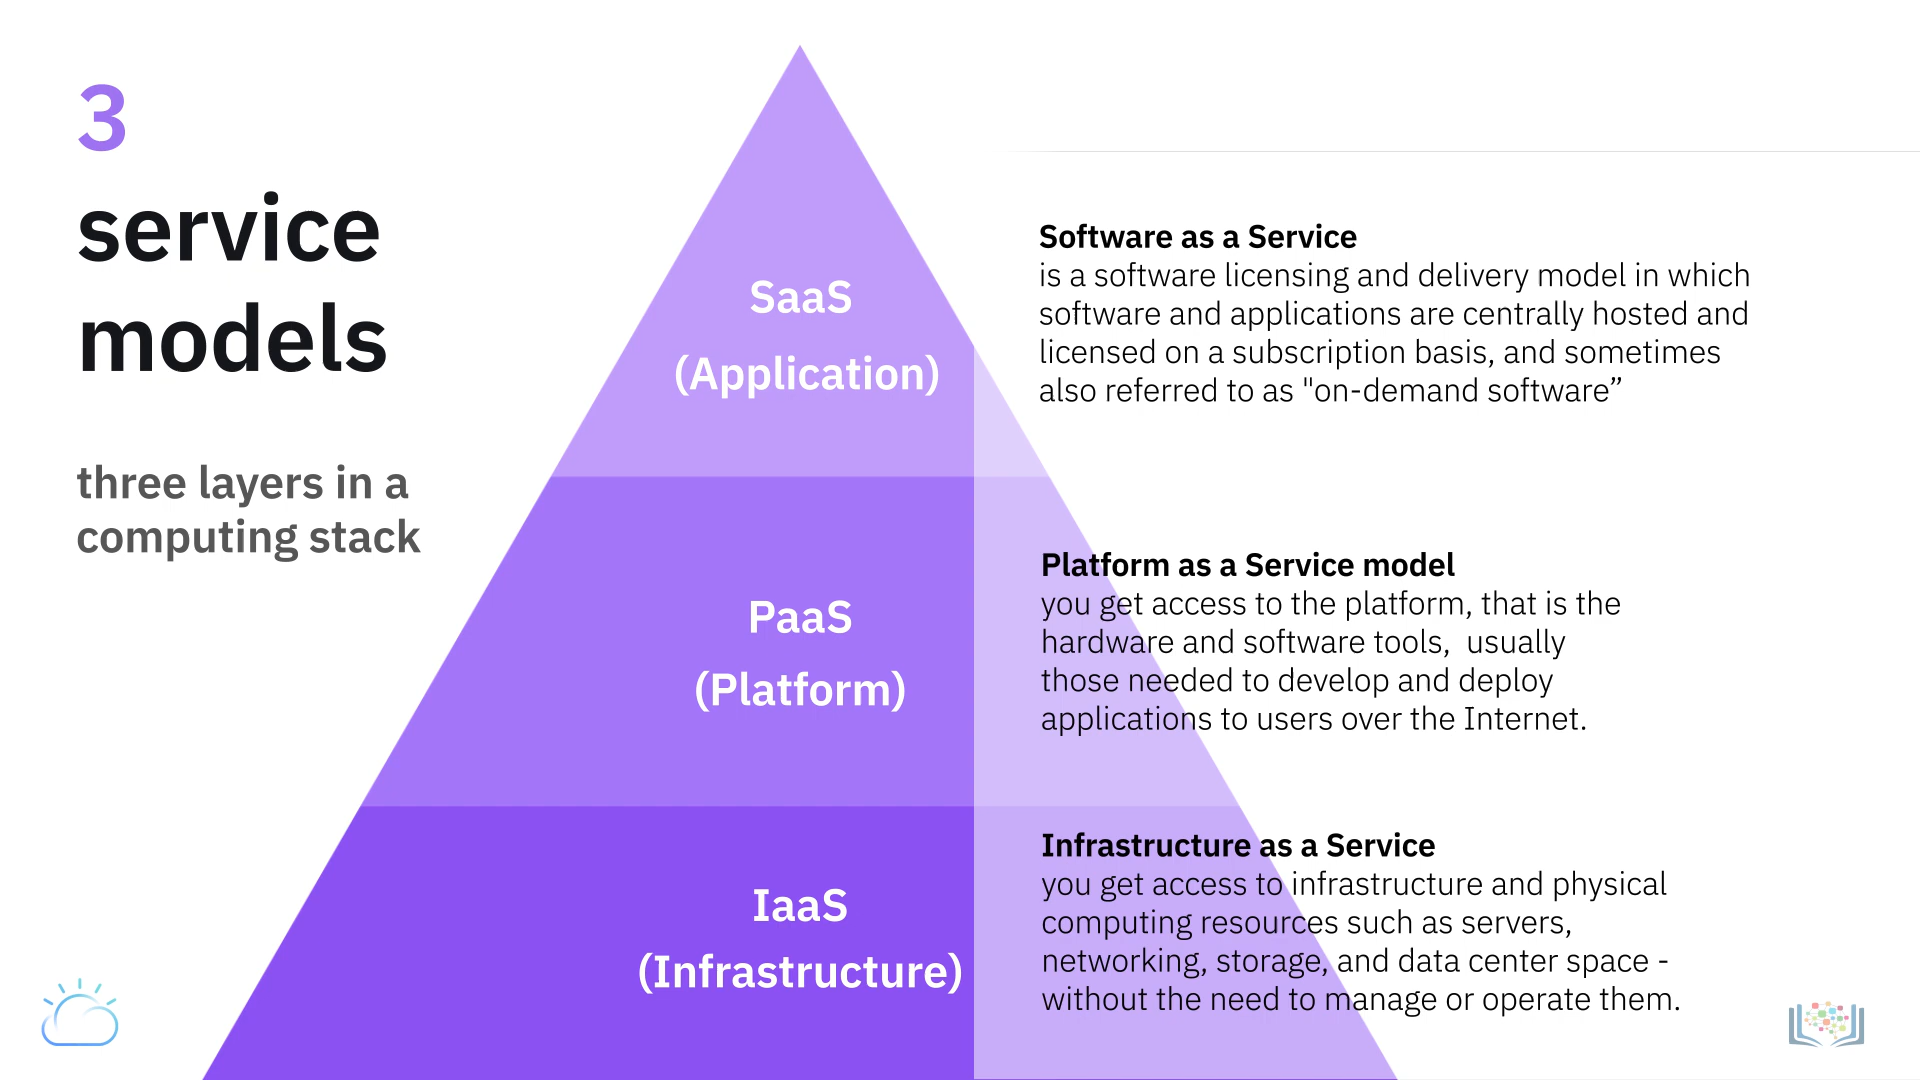 3
service
models
three layers in a
computing stack
SaaS
(Application)
Software as a Service
is a software licensing and delivery model in which
software and applications are centrally hosted and
licensed on a subscription basis, and sometimes
also referred to as "on-demand software”
PaaS
(Platform)
Platform as a Service model
you get access to the platform, that is the
hardware and software tools,  usually
those needed to develop and deploy
applications to users over the Internet.
IaaS
(Infrastructure)
Infrastructure as a Service
you get access to infrastructure and physical
computing resources such as servers,
networking, storage, and data center space -
without the need to manage or operate them.